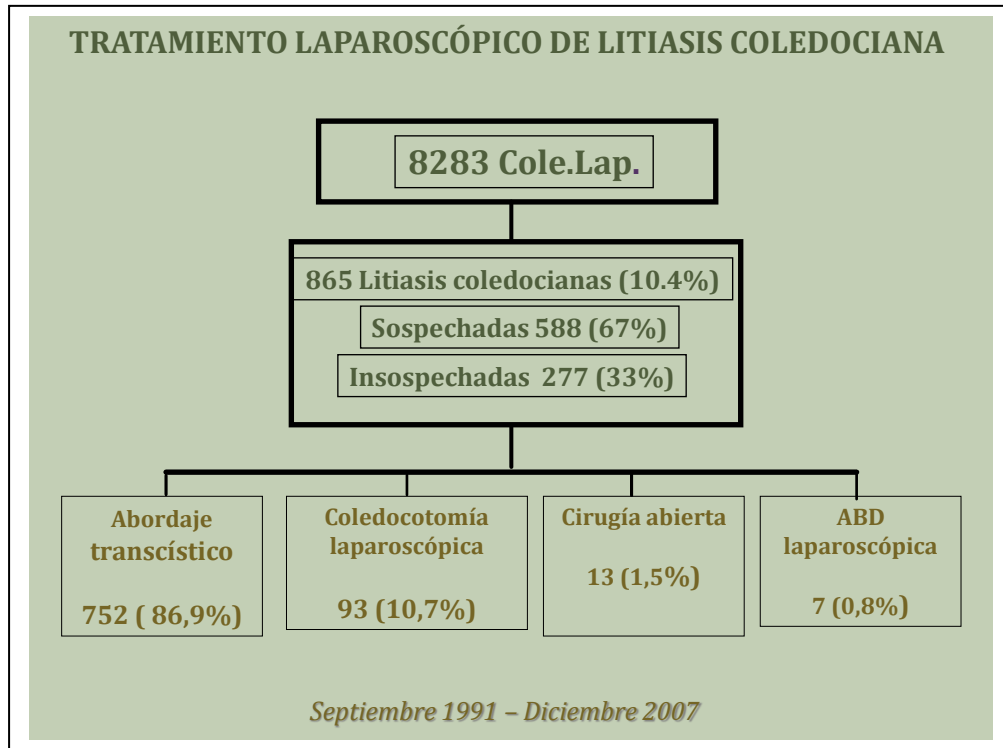 TRATAMIENTO LAPAROSCÓPICO DE LITIASIS COLEDOCIANA
8283 Cole.Lap.
865 Litiasis coledocianas (10.4%)
Sospechadas 588 (67%)
Insospechadas 277 (33%)
Abordaje
transcístico
752 ( 86,9%)
Coledocotomía
laparoscópica
93 (10,7%)
Cirugía abierta
13 (1,5%)
ABD
laparoscópica
7 (0,8%)
Septiembre 1991 – Diciembre 2007